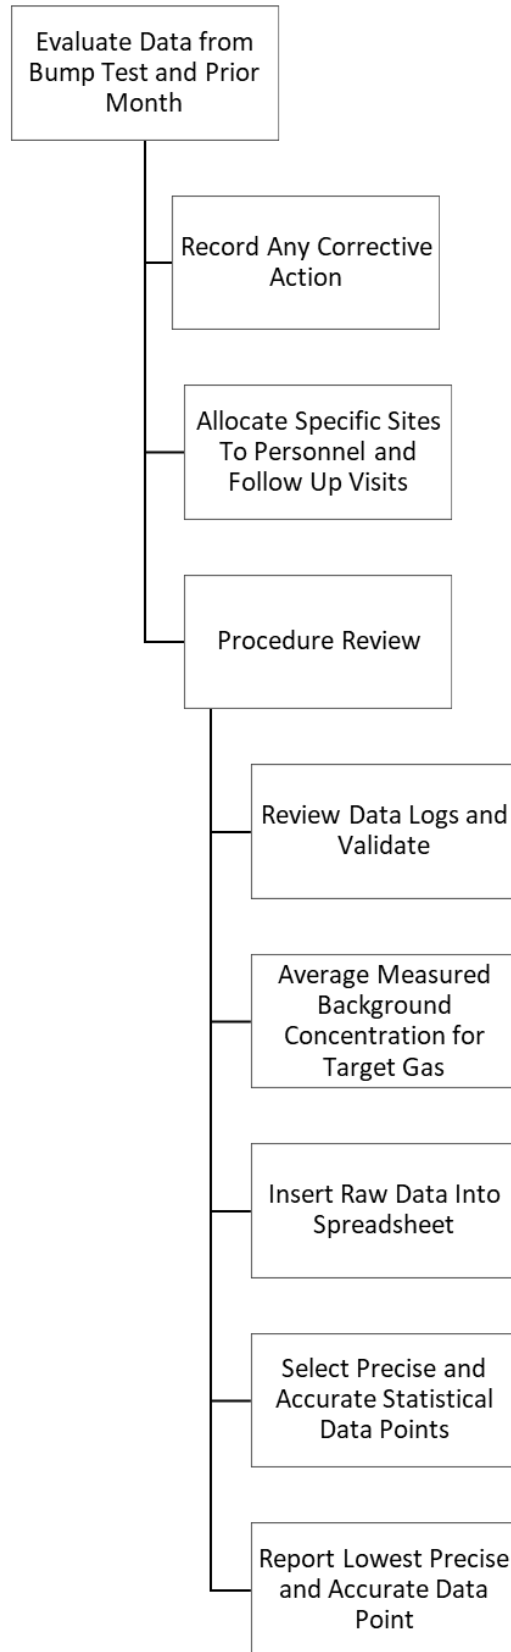 Evaluate Data from
Bump Test and Prior
Month
Record Any Corrective
Action
Allocate Specific Sites
To Personnel and
Follow Up Visits
Procedure Review
Review Data Logs and
Validate
Average Measured
Background
Concentration for
Target Gas
Insert Raw Data Into
Spreadsheet
Select Precise and
Accurate Statistical
Data Points
Report Lowest Precise
and Accurate Data
Point